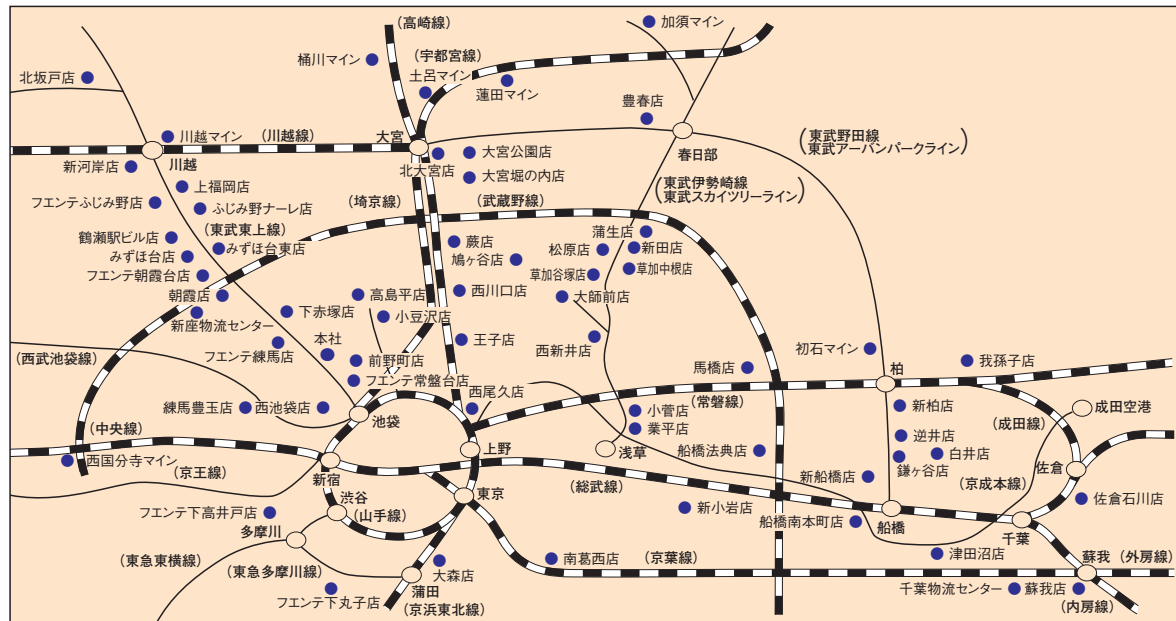 (高崎線)
加須マイン
桶川マイン
(宇都宮線)
土呂マイン
蓮田マイン
北坂戸店
豊春店
川越マイン
(川越線)
大宮
春日部
(東武野田線
東武アーバンパークライン)
新河岸店
川越
北大宮店
大宮公園店
大宮堀の内店
上福岡店
フエンテふじみ野店
ふじみ野ナーレ店
(埼京線)
(武蔵野線)
(東武伊勢崎線
東武スカイツリーライン)
(東武東上線)
鶴瀬駅ビル店
みずほ台東店
みずほ台店
フエンテ朝霞台店
蕨店
鳩ヶ谷店
松原店
蒲生店
新田店
草加谷塚店
草加中根店
朝霞店
新座物流センター
下赤塚店
高島平店
小豆沢店
西川口店
大師前店
本社
フエンテ練馬店
前野町店
フエンテ常盤台店
王子店
西新井店
馬橋店
初石マイン
柏
我孫子店
(西武池袋線)
練馬豊玉店
西池袋店
池袋
西尾久店
小菅店
業平店
(常磐線)
新柏店
成田空港
(成田線)
(中央線)
西国分寺マイン
(京王線)
新宿
上野
浅草
船橋法典店
逆井店
白井店
鎌ヶ谷店
新船橋店
(京成本線)
佐倉
佐倉石川店
渋谷
(山手線)
東京
(総武線)
新小岩店
船橋南本町店
船橋
千葉
フエンテ下高井戸店
多摩川
(東急東横線)
(東急多摩川線)
大森店
南葛西店
(京葉線)
津田沼店
蘇我
(外房線)
フエンテ下丸子店
蒲田
(京浜東北線)
千葉物流センター
蘇我店
(内房線)